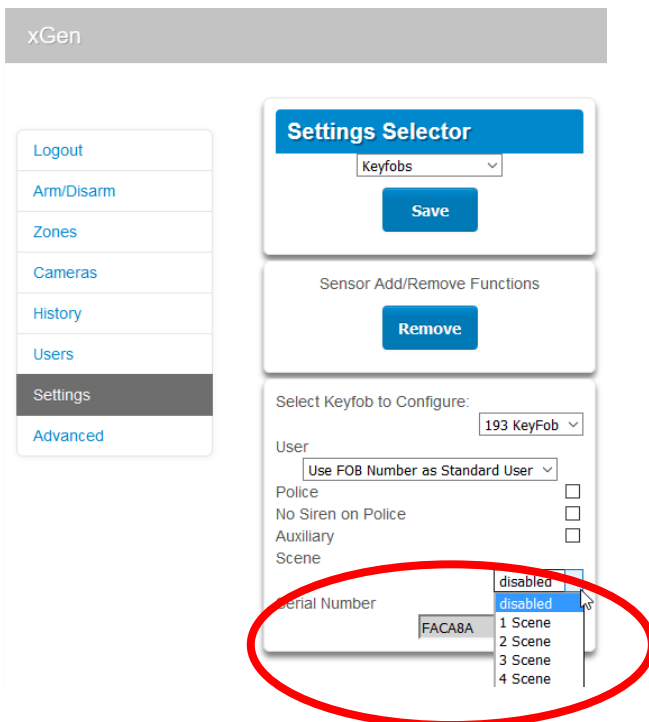 xGen
Logout
Arm/Disarm
Zones
Cameras
History
Users
Settings
Advanced
Settings Selector
Keyfobs
Save
Sensor Add/Remove Functions
Remove
Select Keyfob to Configure:
193 KeyFob
User
Use FOB Number as Standard User
Police
No Siren on Police
Auxiliary
Scene
disabled
Serial Number
FACA8A
disabled
1 Scene
2 Scene
3 Scene
4 Scene